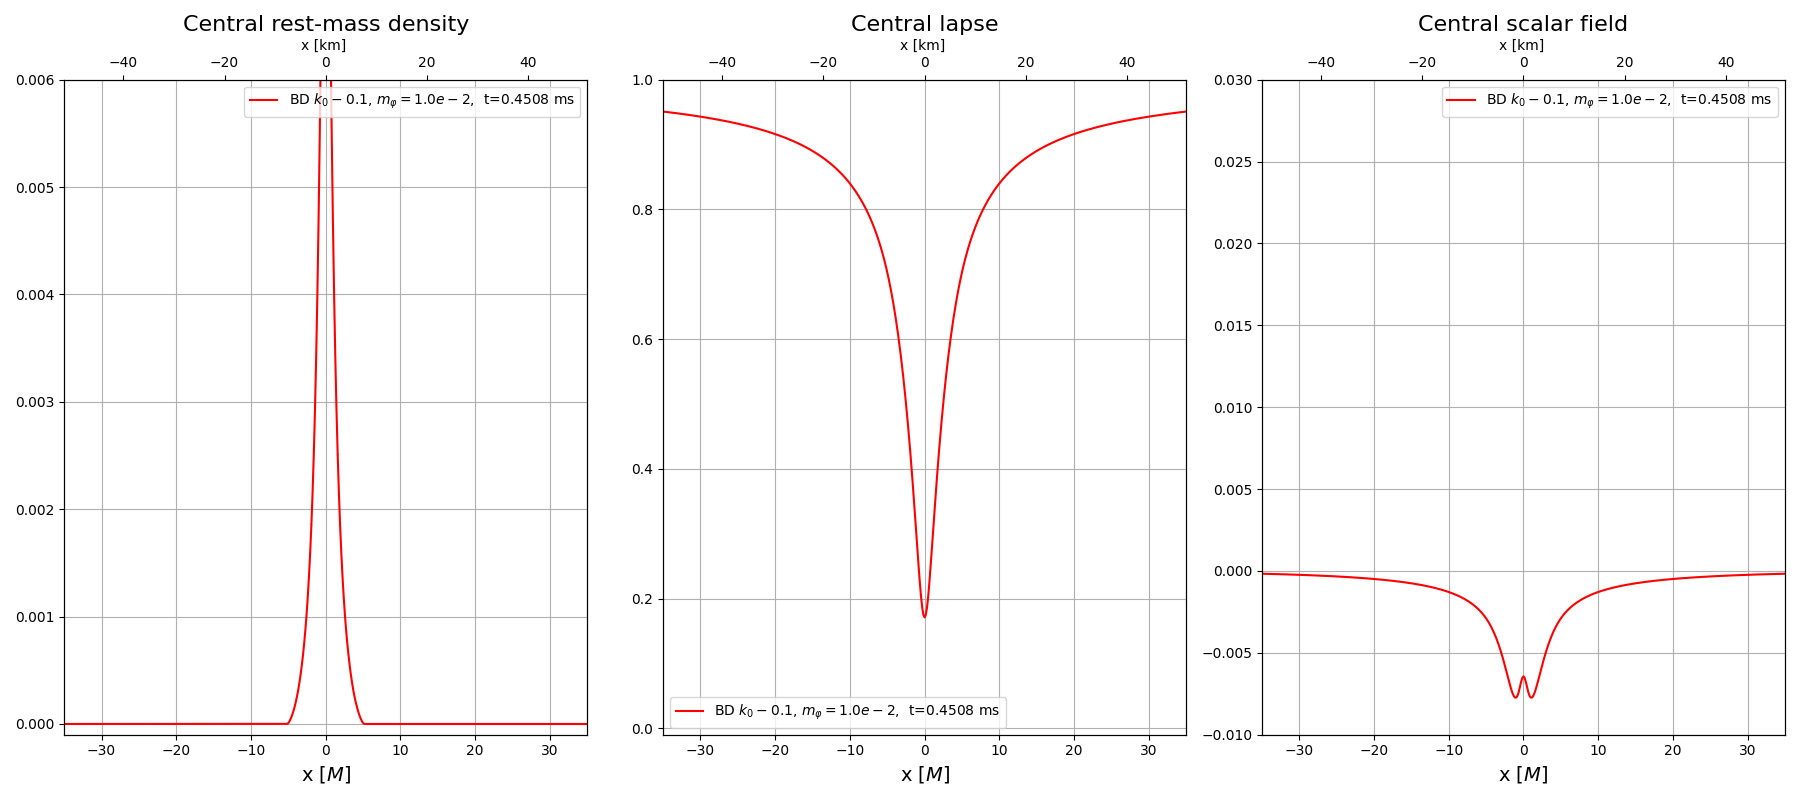 Central rest-mass density
x [km]
−40 −20 0 20 40
0.006
0.005
0.004
0.003
0.002
0.001
0.000
BD k₀ − 0.1, mᵩ = 1.0e − 2, t=0.4508 ms
−30 −20 −10 0 10 20 30
x [M]
Central lapse
x [km]
−40 −20 0 20 40
1.0
0.8
0.6
0.4
0.2
0.0
BD k₀ − 0.1, mᵩ = 1.0e − 2, t=0.4508 ms
−30 −20 −10 0 10 20 30
x [M]
Central scalar field
x [km]
−40 −20 0 20 40
0.030
0.025
0.020
0.015
0.010
0.005
0.000
−0.005
−0.010
BD k₀ − 0.1, mᵩ = 1.0e − 2, t=0.4508 ms
−30 −20 −10 0 10 20 30
x [M]